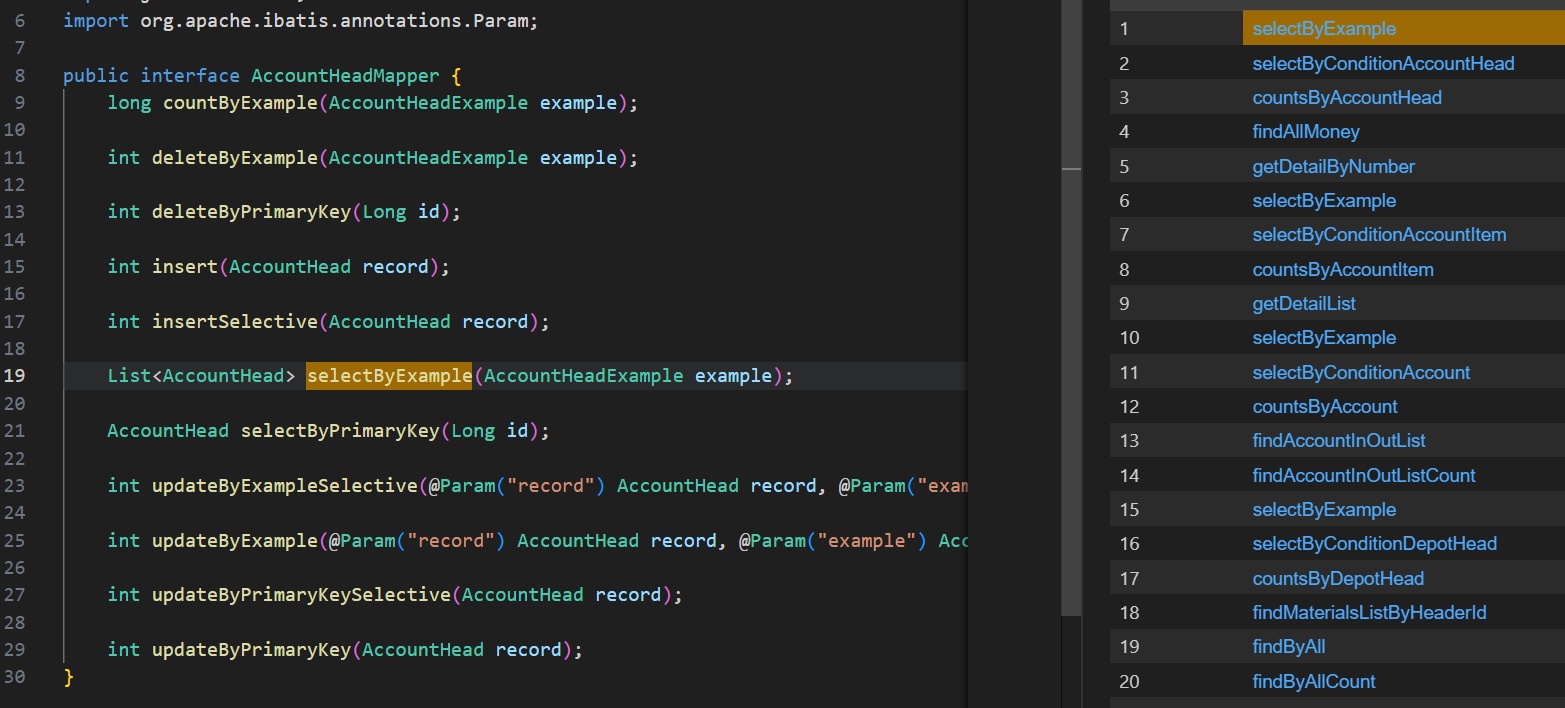 6 import org.apache.ibatis.annotations.Param;
7
8 public interface AccountHeadMapper {
9 long countByExample(AccountHeadExample example);
10
11 int deleteByExample(AccountHeadExample example);
12
13 int deleteByPrimaryKey(Long id);
14
15 int insert(AccountHead record);
16
17 int insertSelective(AccountHead record);
18
19 List<AccountHead> selectByExample(AccountHeadExample example);
20
21 AccountHead selectByPrimaryKey(Long id);
22
23 int updateByExampleSelective(@Param("record") AccountHead record, @Param("exam
24
25 int updateByExample(@Param("record") AccountHead record, @Param("example") Acc
26
27 int updateByPrimaryKeySelective(AccountHead record);
28
29 int updateByPrimaryKey(AccountHead record);
30 }
1 selectByExample
2 selectByConditionAccountHead
3 countsByAccountHead
4 findAllMoney
5 getDetailByNumber
6 selectByExample
7 selectByConditionAccountItem
8 countsByAccountItem
9 getDetailList
10 selectByExample
11 selectByConditionAccount
12 countsByAccount
13 findAccountInOutList
14 findAccountInOutListCount
15 selectByExample
16 selectByConditionDepotHead
17 countsByDepotHead
18 findMaterialsListByHeaderId
19 findByAll
20 findByAllCount